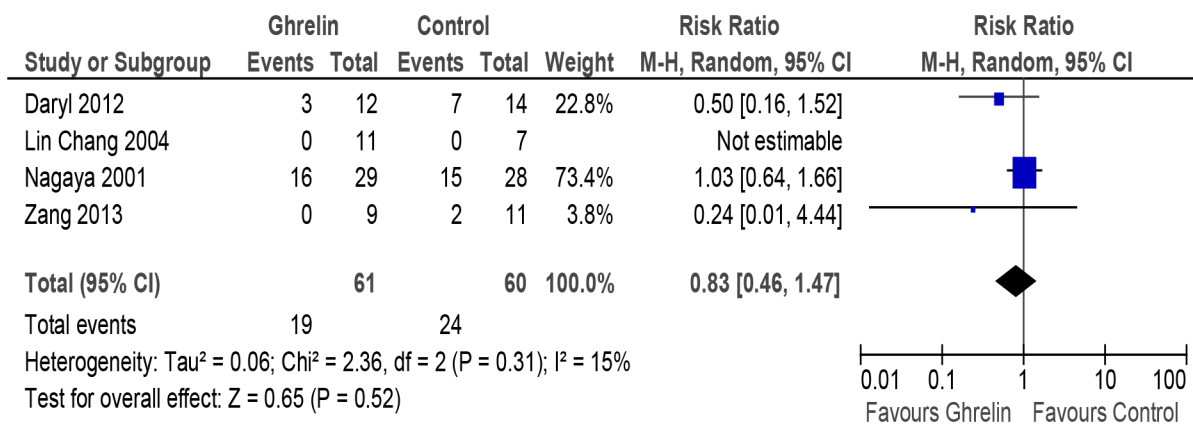 Ghrelin Control Risk Ratio Risk Ratio
Study or Subgroup Events Total Events Total Weight M-H, Random, 95% CI M-H, Random, 95% CI
Daryl 2012 3 12 7 14 22.8% 0.50 [0.16, 1.52]
Lin Chang 2004 0 11 0 7 Not estimable
Nagaya 2001 16 29 15 28 73.4% 1.03 [0.64, 1.66]
Zang 2013 0 9 2 11 3.8% 0.24 [0.01, 4.44]
Total (95% CI) 61 60 100.0% 0.83 [0.46, 1.47]
Total events 19 24
Heterogeneity: Tau² = 0.06; Chi² = 2.36, df = 2 (P = 0.31); I² = 15%
Test for overall effect: Z = 0.65 (P = 0.52)
0.01 0.1 1 10 100
Favours Ghrelin Favours Control